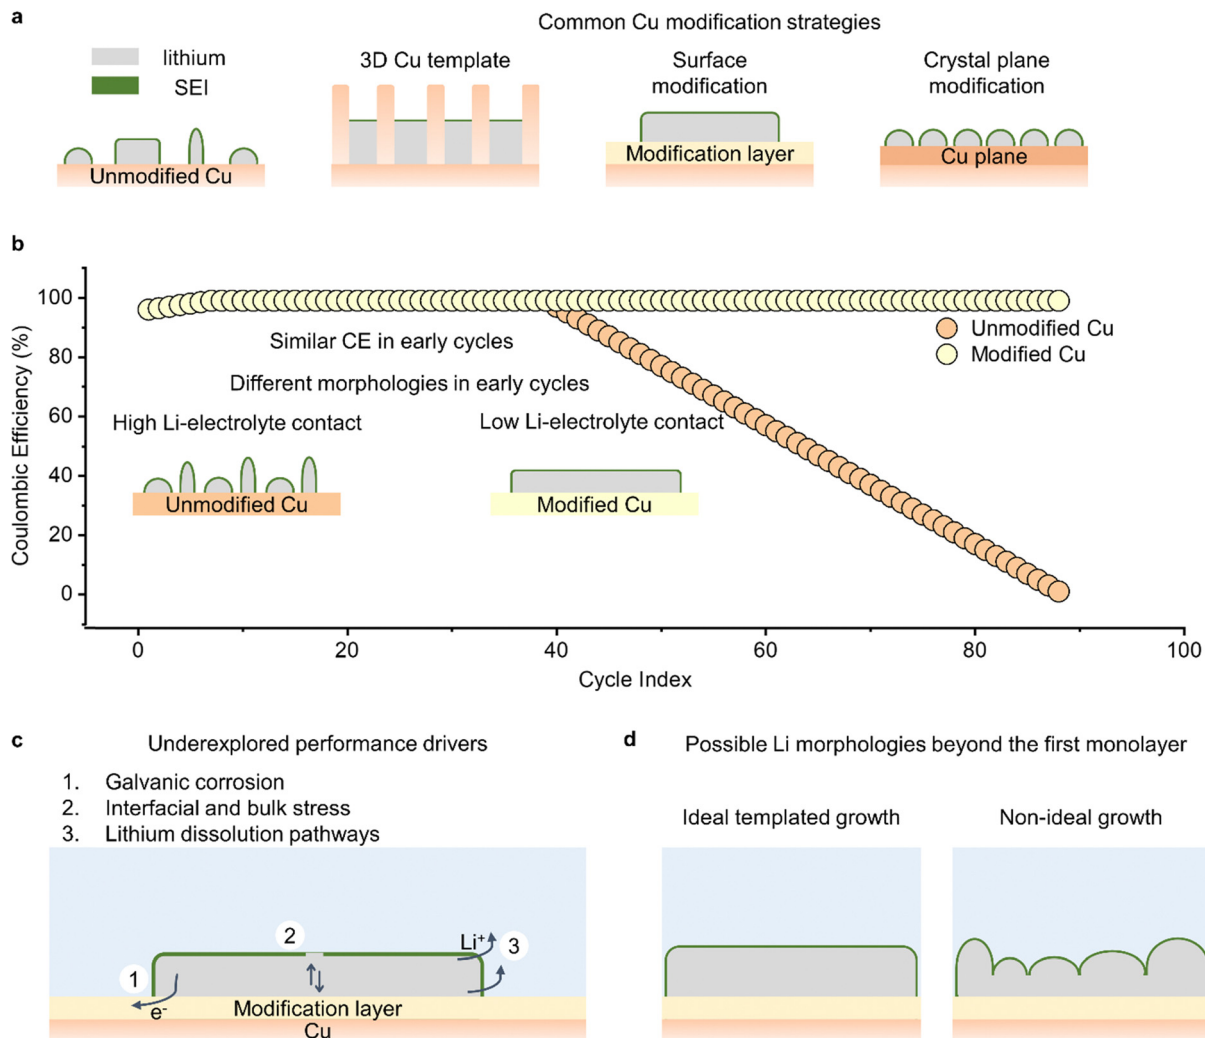 a
Common Cu modification strategies
lithium
SEI
3D Cu template
Surface
modification
Crystal plane
modification
Unmodified Cu
Modification layer
Cu plane
b
Coulombic Efficiency (%)
100
80
60
40
20
0
Similar CE in early cycles
Different morphologies in early cycles
High Li-electrolyte contact
Low Li-electrolyte contact
Unmodified Cu
Modified Cu
Unmodified Cu
Modified Cu
0
20
40
60
80
100
Cycle Index
c
Underexplored performance drivers
1. Galvanic corrosion
2. Interfacial and bulk stress
3. Lithium dissolution pathways
1
2
3
Li⁺
e⁻
Modification layer
Cu
d
Possible Li morphologies beyond the first monolayer
Ideal templated growth
Non-ideal growth